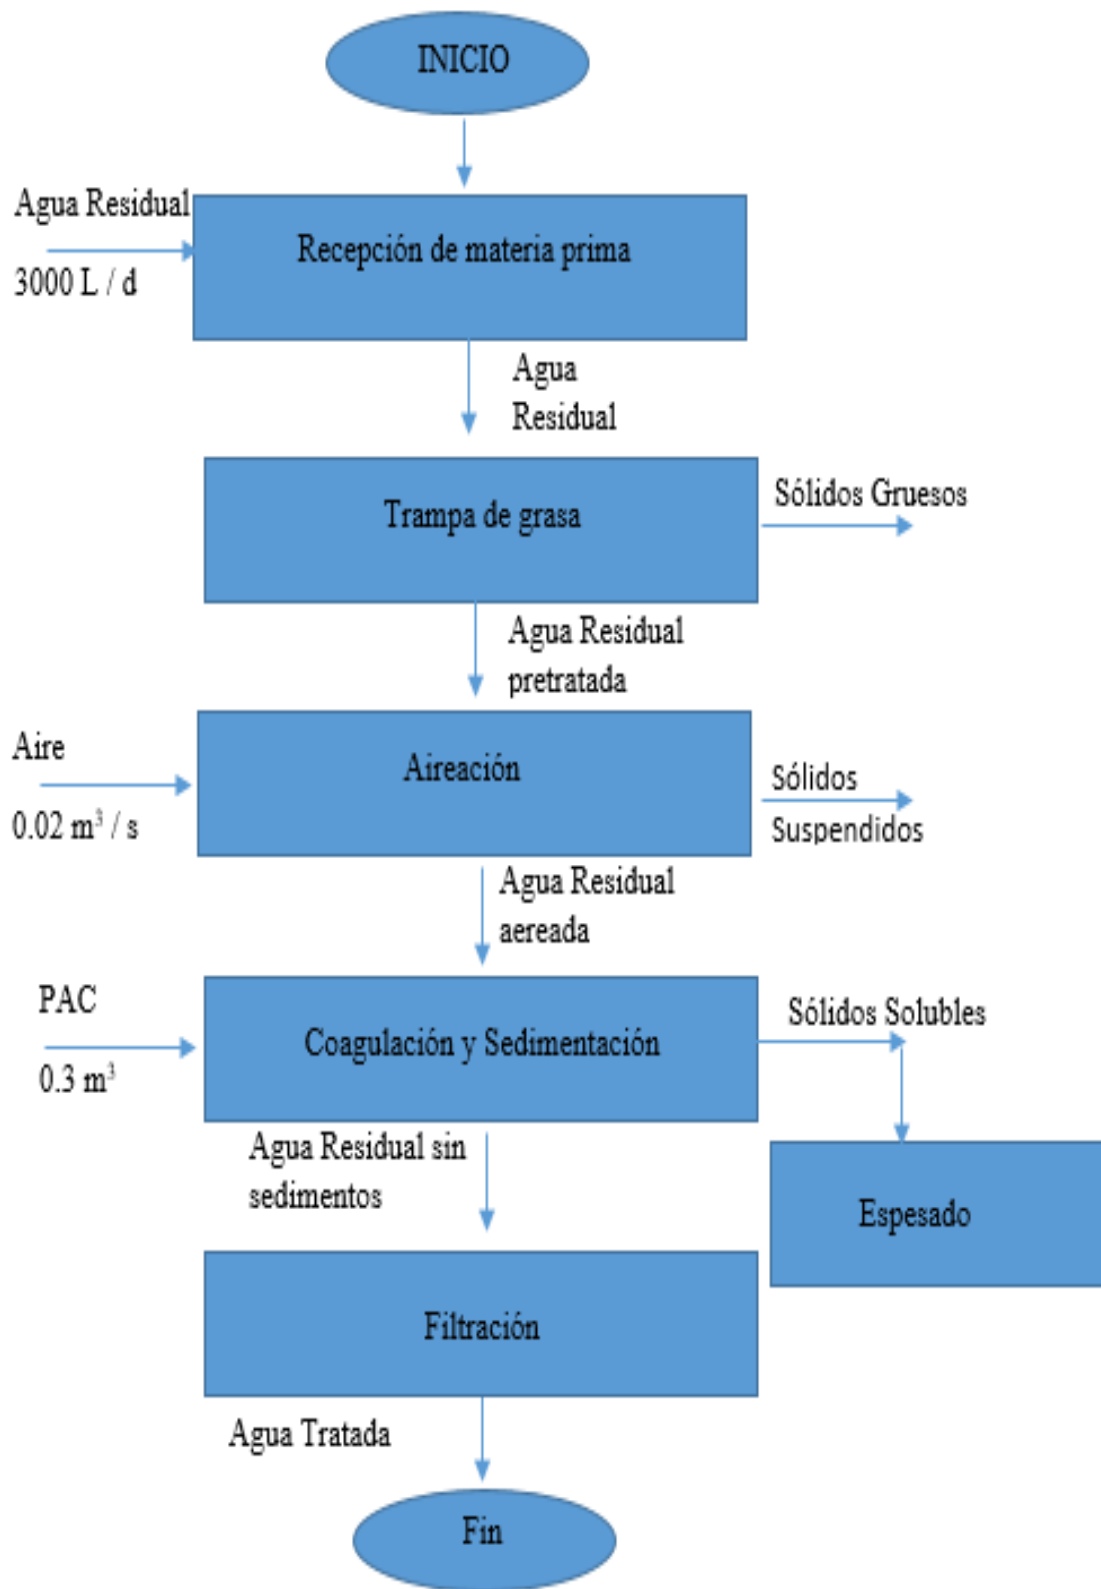 INICIO
Agua Residual
3000 L / d
Recepción de materia prima
Agua
Residual
Trampa de grasa
Sólidos Gruesos
Agua Residual
pretratada
Aire
0.02 m³ / s
Aireación
Sólidos
Suspendidos
Agua Residual
aereada
PAC
0.3 m³
Coagulación y Sedimentación
Sólidos Solubles
Agua Residual sin
sedimentos
Espesado
Filtración
Agua Tratada
Fin